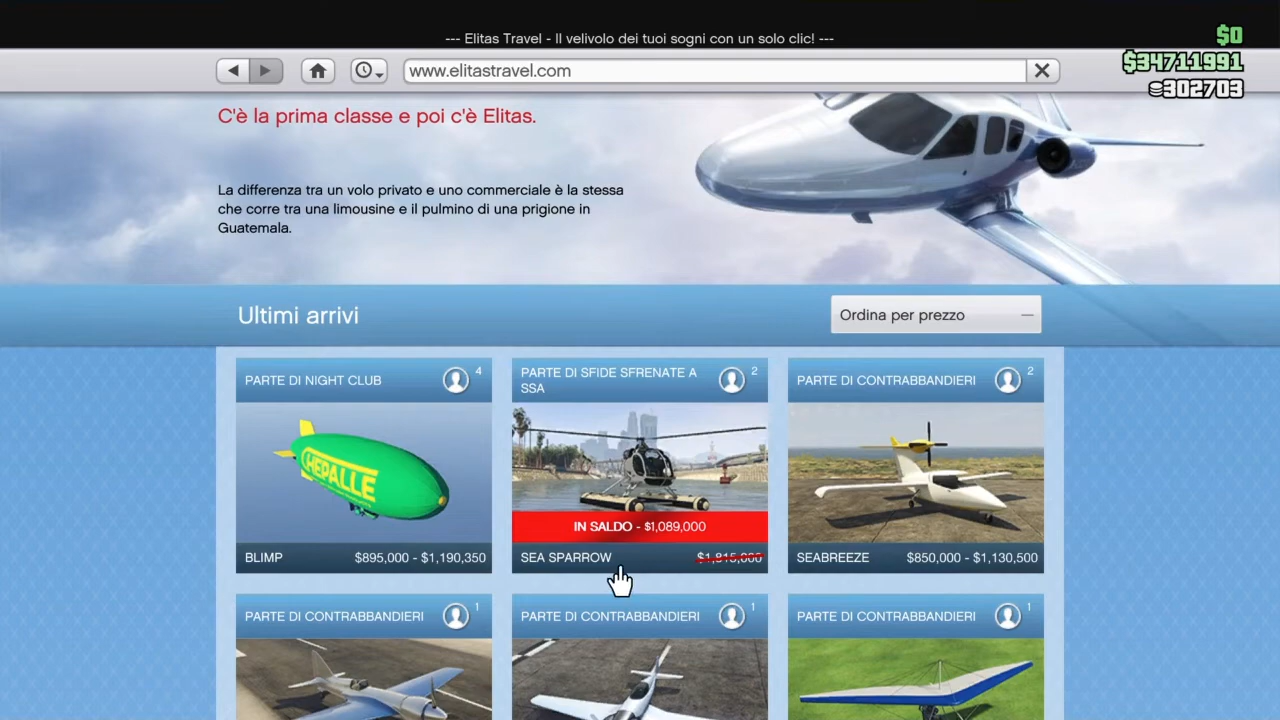 --- Elitas Travel - Il velivolo dei tuoi sogni con un solo clic! ---
$0
www.elitastravel.com
$34711991
302703
C'è la prima classe e poi c'è Elitas.
La differenza tra un volo privato e uno commerciale è la stessa
che corre tra una limousine e il pulmino di una prigione in
Guatemala.
Ultimi arrivi
Ordina per prezzo
PARTE DI NIGHT CLUB
4
PARTE DI SFIDE SFRENATE A
SSA
2
PARTE DI CONTRABBANDIERI
2
HEPALLE
IN SALDO - $1,089,000
BLIMP
$895,000 - $1,190,350
SEA SPARROW
$1,815,000
SEABREEZE
$850,000 - $1,130,500
PARTE DI CONTRABBANDIERI
1
PARTE DI CONTRABBANDIERI
1
PARTE DI CONTRABBANDIERI
1